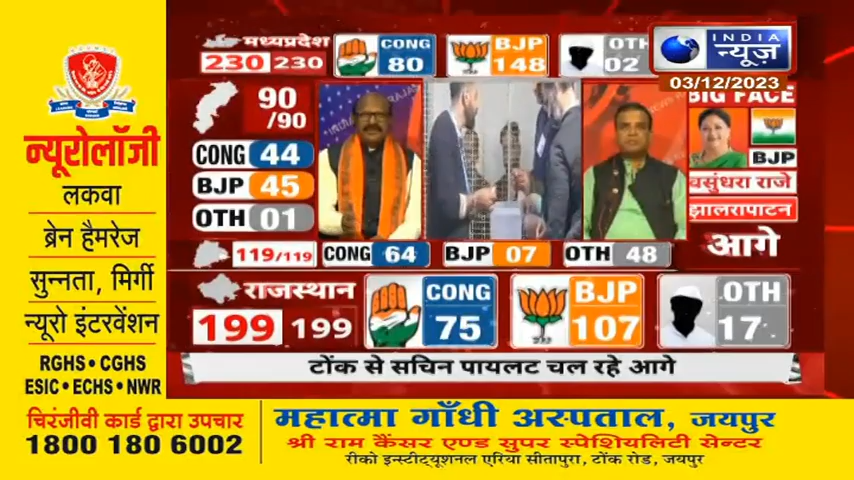 मध्यप्रदेश
230 230
CONG
80
BJP
148
OTH
02
INDIA
न्यूज़
03/12/2023
90
/90
CONG 44
BJP 45
OTH 01
BIG FACE
BJP
वसुंधरा राजे
झालरापाटन
आगे
119/119 CONG 64 BJP 07 OTH 48
राजस्थान
199 199
CONG
75
BJP
107
OTH
17
टोंक से सचिन पायलट चल रहे आगे
न्यूरोलॉजी
लकवा
ब्रेन हैमरेज
सुन्नता, मिर्गी
न्यूरो इंटरवेंशन
RGHS • CGHS
ESIC • ECHS • NWR
चिरंजीवी कार्ड द्वारा उपचार
1800 180 6002
महात्मा गाँधी अस्पताल, जयपुर
श्री राम कैंसर एण्ड सुपर स्पेशियलिटी सेन्टर
रीको इन्स्टीट्यूशनल एरिया सीतापुरा, टोंक रोड, जयपुर